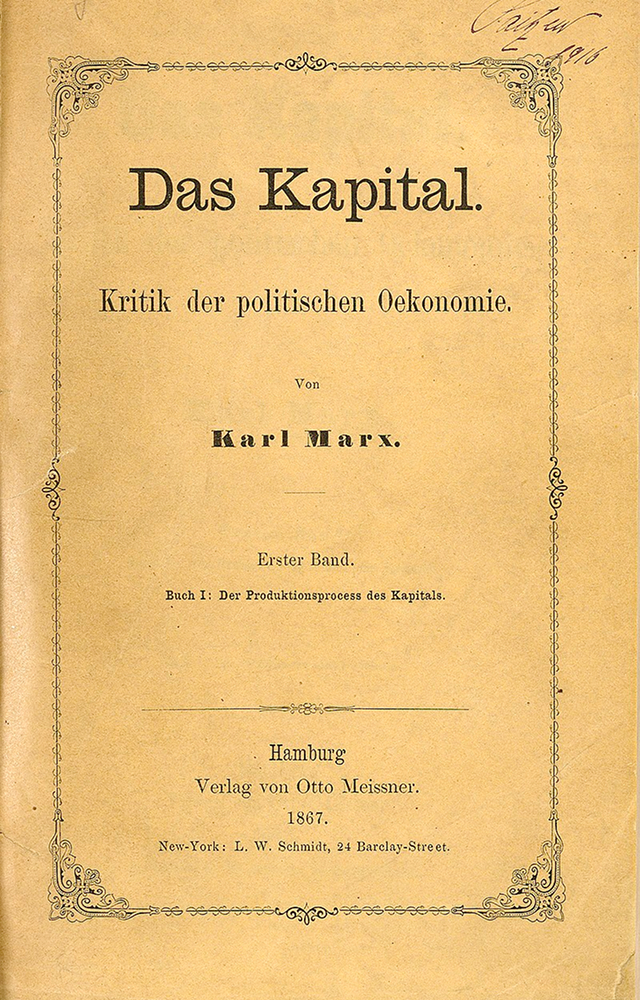 1916
Das Kapital.
Kritik der politischen Oekonomie.
Von
Karl Marx.
Erster Band.
Buch I: Der Produktionsprocess des Kapitals.
Hamburg
Verlag von Otto Meissner.
1867.
New-York: L. W. Schmidt, 24 Barclay-Street.